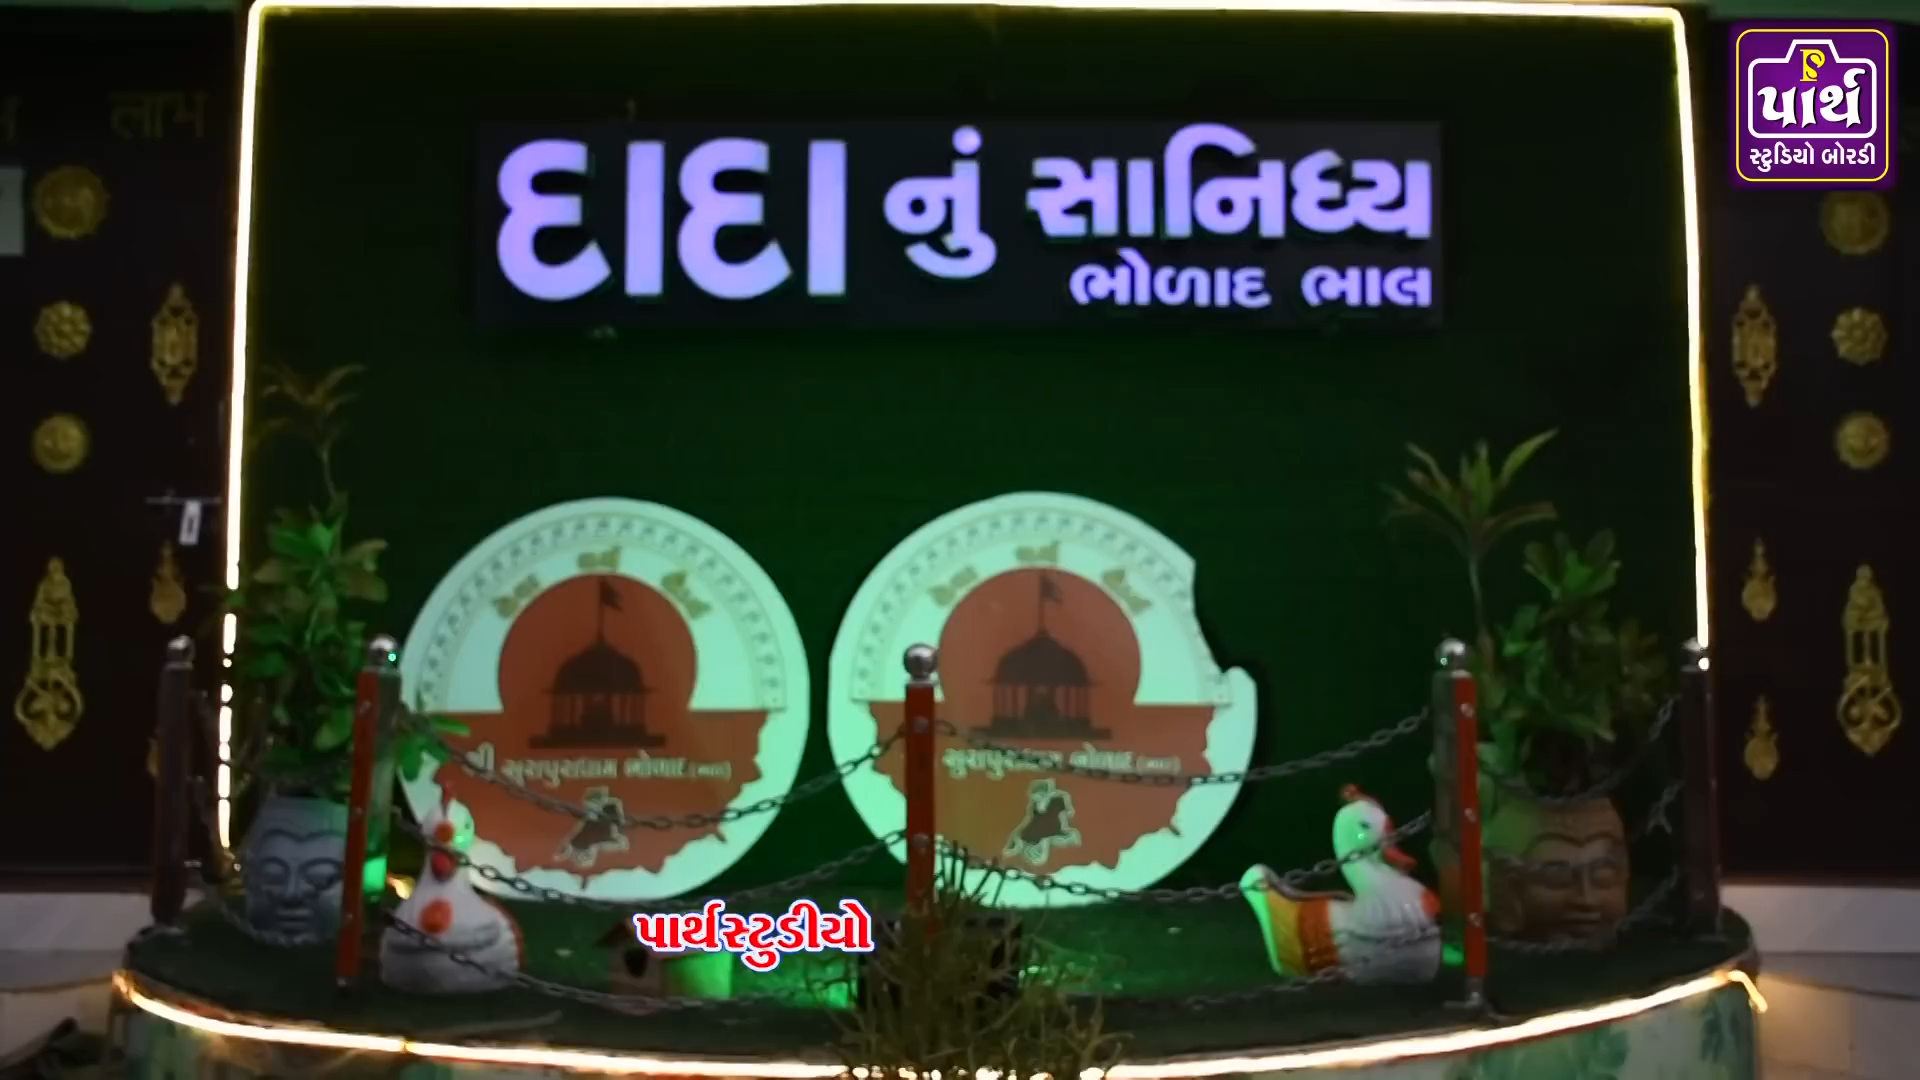 લાભ
પાર્થ
સ્ટુડિયો બોરડી
દાદા નું સાનિધ્ય
ભોળાદ ભાલ
શ્રી સુરાપુરાધામ ભોળાદ (ભાલ)
સુરાપુરાધામ ભોળાદ (ભાલ)
પાર્થસ્ટુડીયો